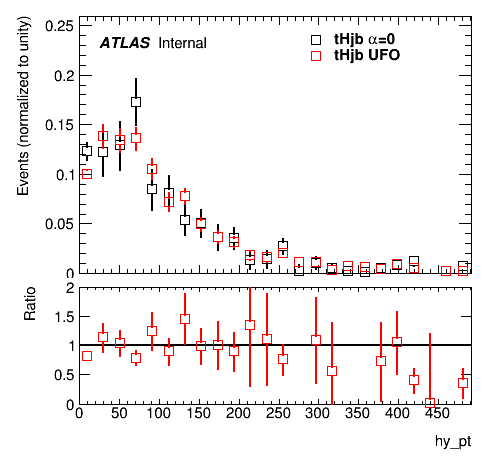 ATLAS Internal
tHjb α=0
tHjb UFO
Events (normalized to unity)
0.25
0.2
0.15
0.1
0.05
0
Ratio
2
1.5
1
0.5
0
0 50 100 150 200 250 300 350 400 450
hy_pt